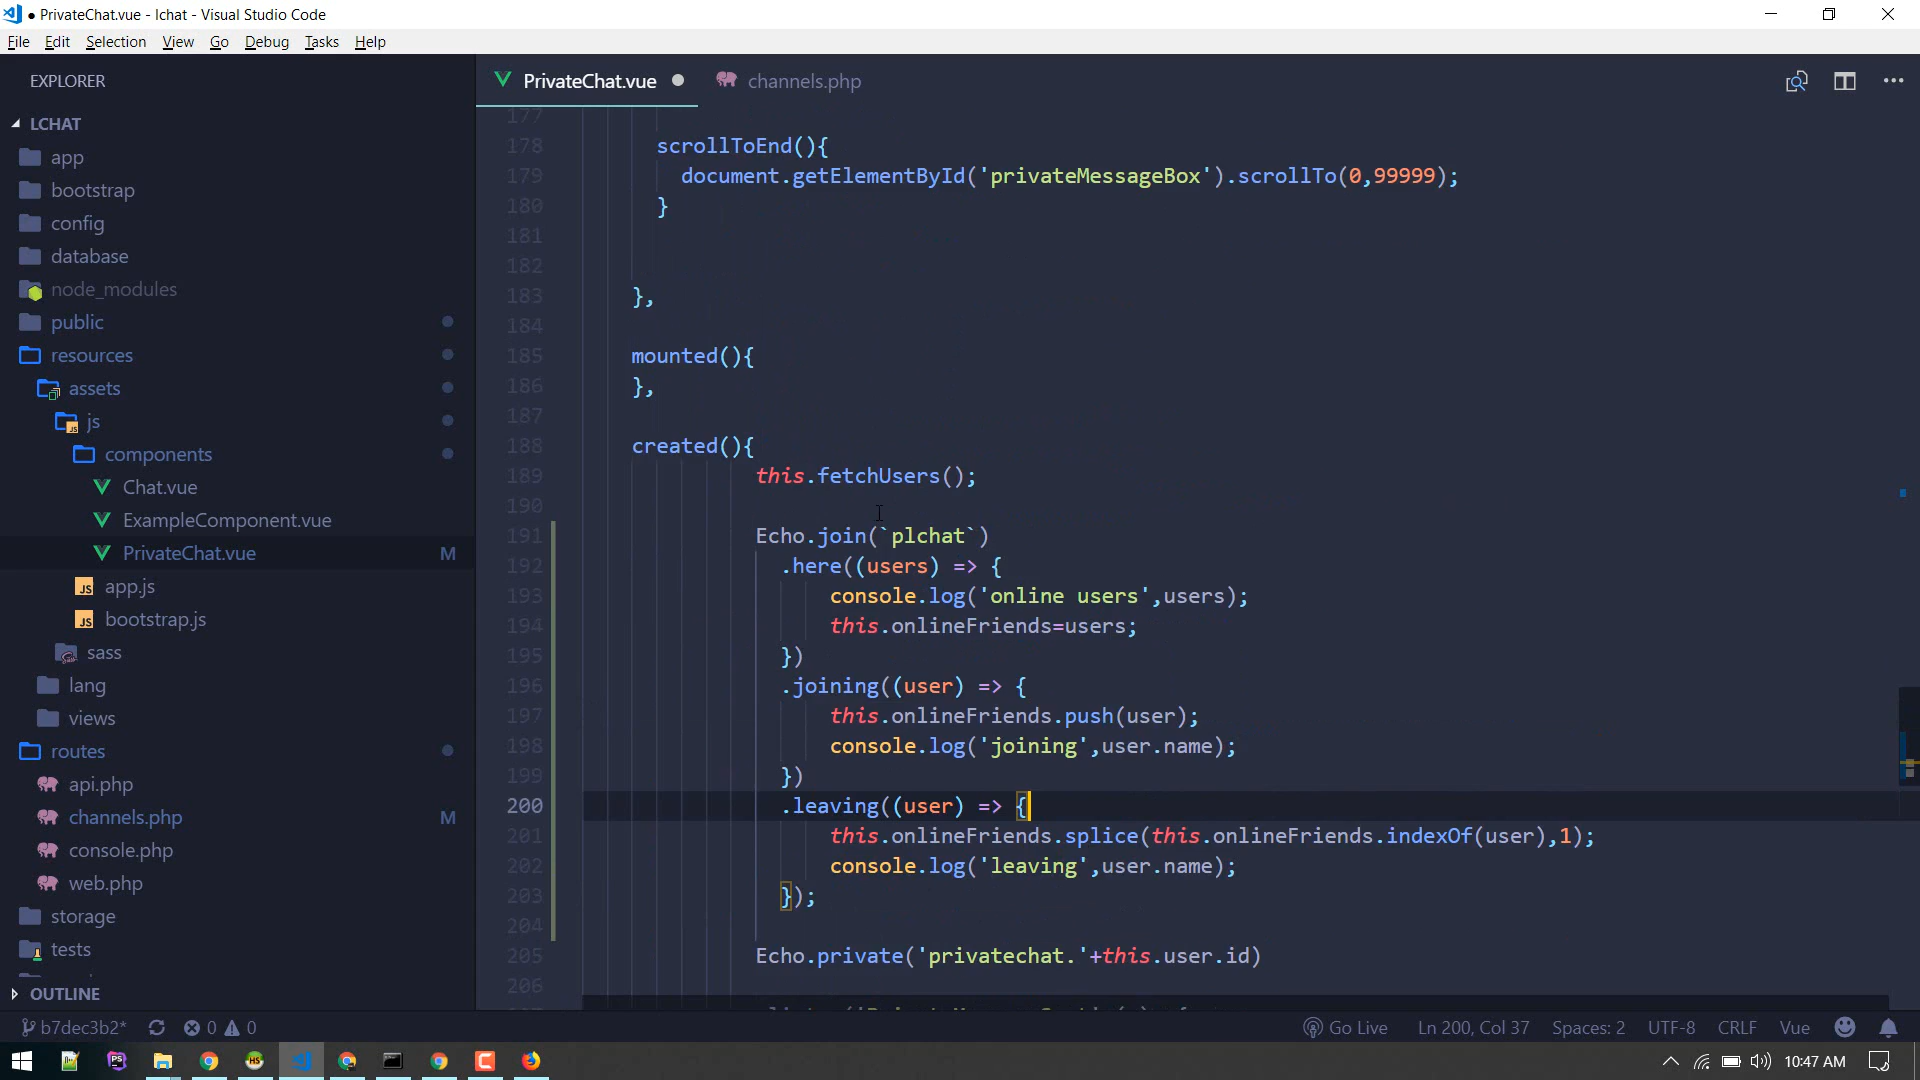 ● PrivateChat.vue - lchat - Visual Studio Code
File Edit Selection View Go Debug Tasks Help
EXPLORER
LCHAT
app
bootstrap
config
database
node_modules
public
resources
assets
js
components
Chat.vue
ExampleComponent.vue
PrivateChat.vue M
app.js
bootstrap.js
sass
lang
views
routes
api.php
channels.php M
console.php
web.php
storage
tests
OUTLINE
PrivateChat.vue ● channels.php
177
178 scrollToEnd(){
179 document.getElementById('privateMessageBox').scrollTo(0,99999);
180 }
181
182
183 },
184
185 mounted(){
186 },
187
188 created(){
189 this.fetchUsers();
190
191 Echo.join(`plchat`)
192 .here((users) => {
193 console.log('online users',users);
194 this.onlineFriends=users;
195 })
196 .joining((user) => {
197 this.onlineFriends.push(user);
198 console.log('joining',user.name);
199 })
200 .leaving((user) => {
201 this.onlineFriends.splice(this.onlineFriends.indexOf(user),1);
202 console.log('leaving',user.name);
203 });
204
205 Echo.private('privatechat.'+this.user.id)
206
b7dec3b2* 0 0 Go Live Ln 200, Col 37 Spaces: 2 UTF-8 CRLF Vue
10:47 AM